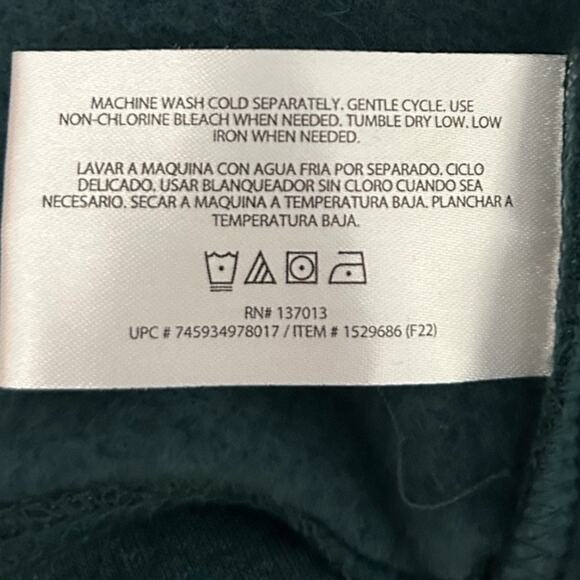 MACHINE WASH COLD SEPARATELY. GENTLE CYCLE. USE
NON-CHLORINE BLEACH WHEN NEEDED. TUMBLE DRY LOW. LOW
IRON WHEN NEEDED.
LAVAR A MAQUINA CON AGUA FRIA POR SEPARADO. CICLO
DELICADO. USAR BLANQUEADOR SIN CLORO CUANDO SEA
NECESARIO. SECAR A MAQUINA A TEMPERATURA BAJA. PLANCHAR A
TEMPERATURA BAJA.
RN# 137013
UPC # 745934978017 / ITEM # 1529686 (F22)